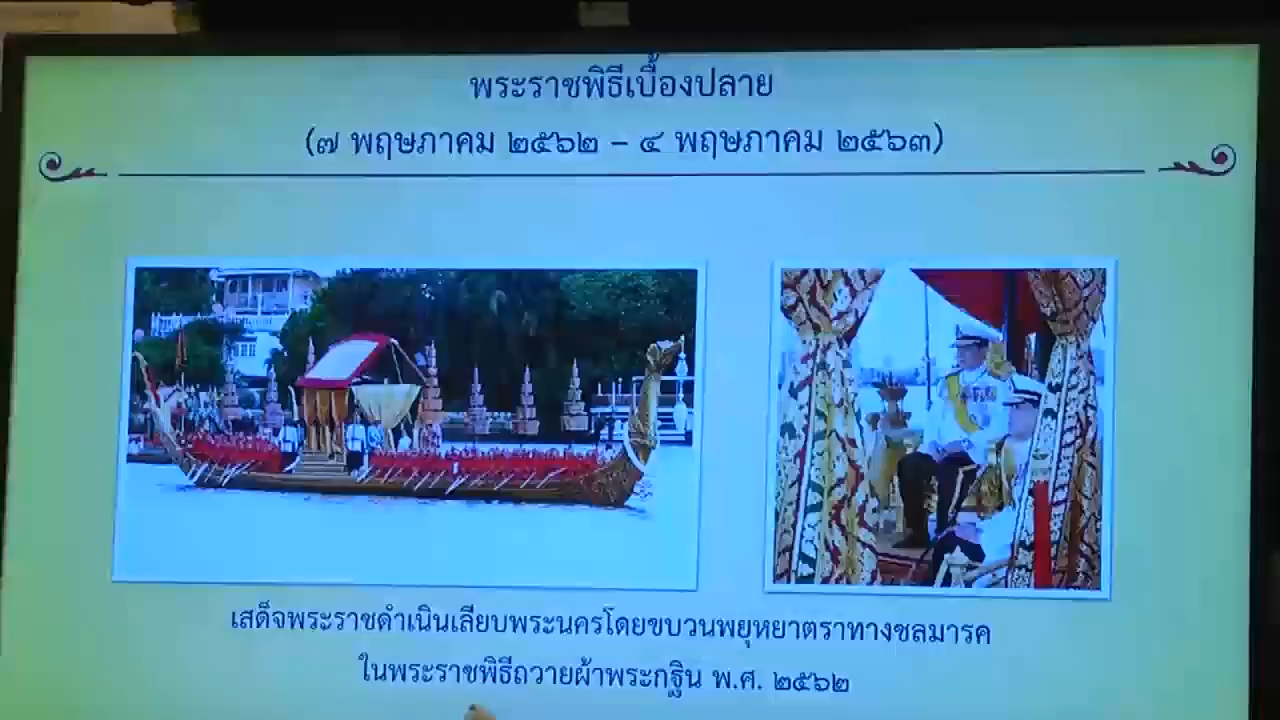 พระราชพิธีเบื้องปลาย
(๗ พฤษภาคม ๒๕๖๒ – ๔ พฤษภาคม ๒๕๖๓)
เสด็จพระราชดำเนินเลียบพระนครโดยขบวนพยุหยาตราทางชลมารค
ในพระราชพิธีถวายผ้าพระกฐิน พ.ศ. ๒๕๖๒